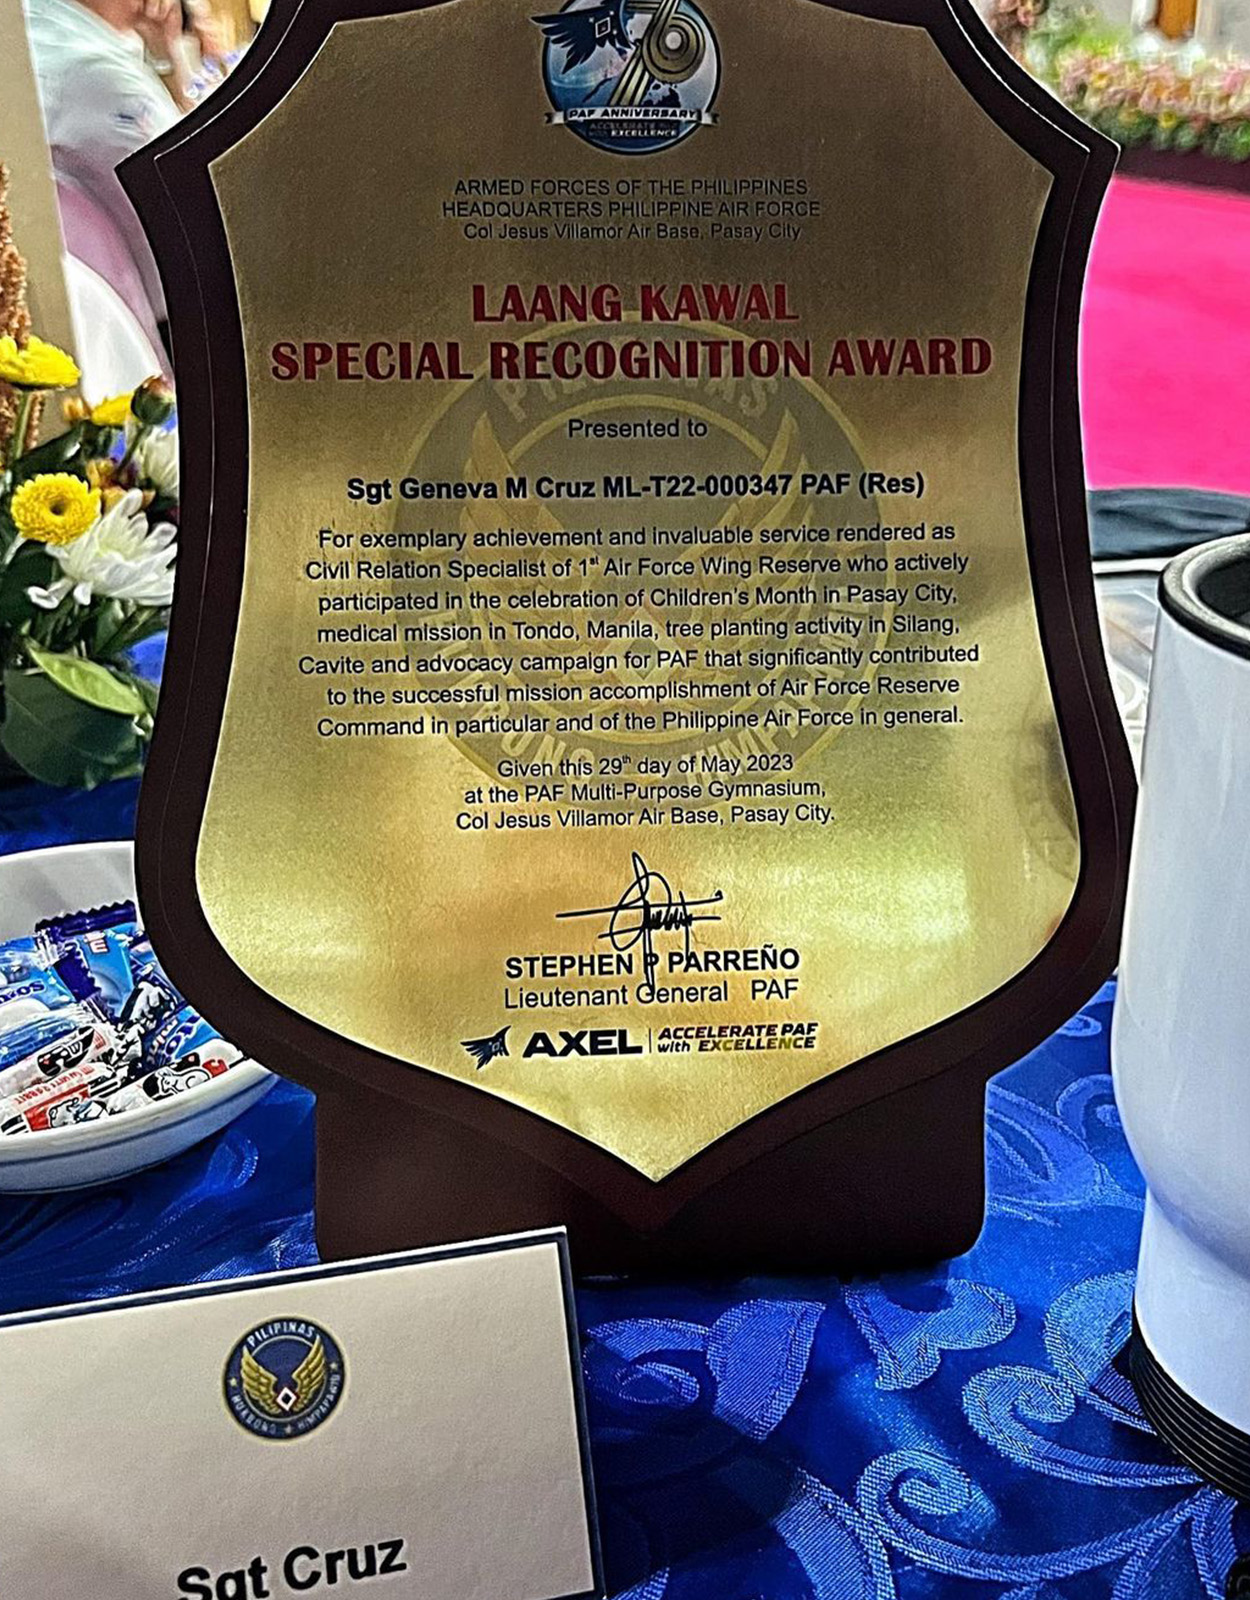 76
PAF ANNIVERSARY
ACCELERATE PAF
with EXCELLENCE
ARMED FORCES OF THE PHILIPPINES
HEADQUARTERS PHILIPPINE AIR FORCE
Col Jesus Villamor Air Base, Pasay City
LAANG KAWAL
SPECIAL RECOGNITION AWARD
Presented to
Sgt Geneva M Cruz ML-T22-000347 PAF (Res)
For exemplary achievement and invaluable service rendered as
Civil Relation Specialist of 1st Air Force Wing Reserve who actively
participated in the celebration of Children's Month in Pasay City,
medical mission in Tondo, Manila, tree planting activity in Silang,
Cavite and advocacy campaign for PAF that significantly contributed
to the successful mission accomplishment of Air Force Reserve
Command in particular and of the Philippine Air Force in general.
Given this 29th day of May 2023
at the PAF Multi-Purpose Gymnasium,
Col Jesus Villamor Air Base, Pasay City.
STEPHEN P PARREÑO
Lieutenant General PAF
AXEL | ACCELERATE PAF
with EXCELLENCE
PILIPINAS
HUKBONG HIMPAPAWID
Sgt Cruz